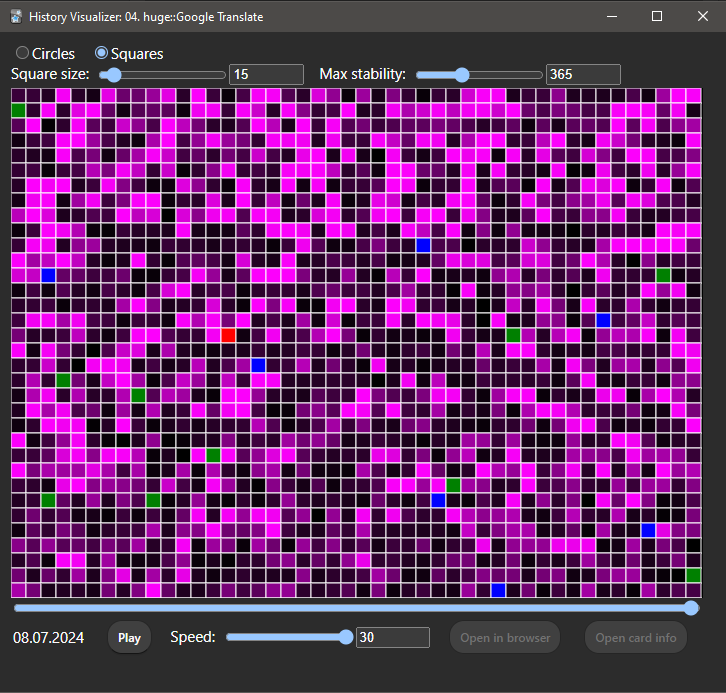 History Visualizer: 04. huge::Google Translate
Circles Squares
Square size: 15 Max stability: 365
08.07.2024 Play Speed: 30 Open in browser Open card info